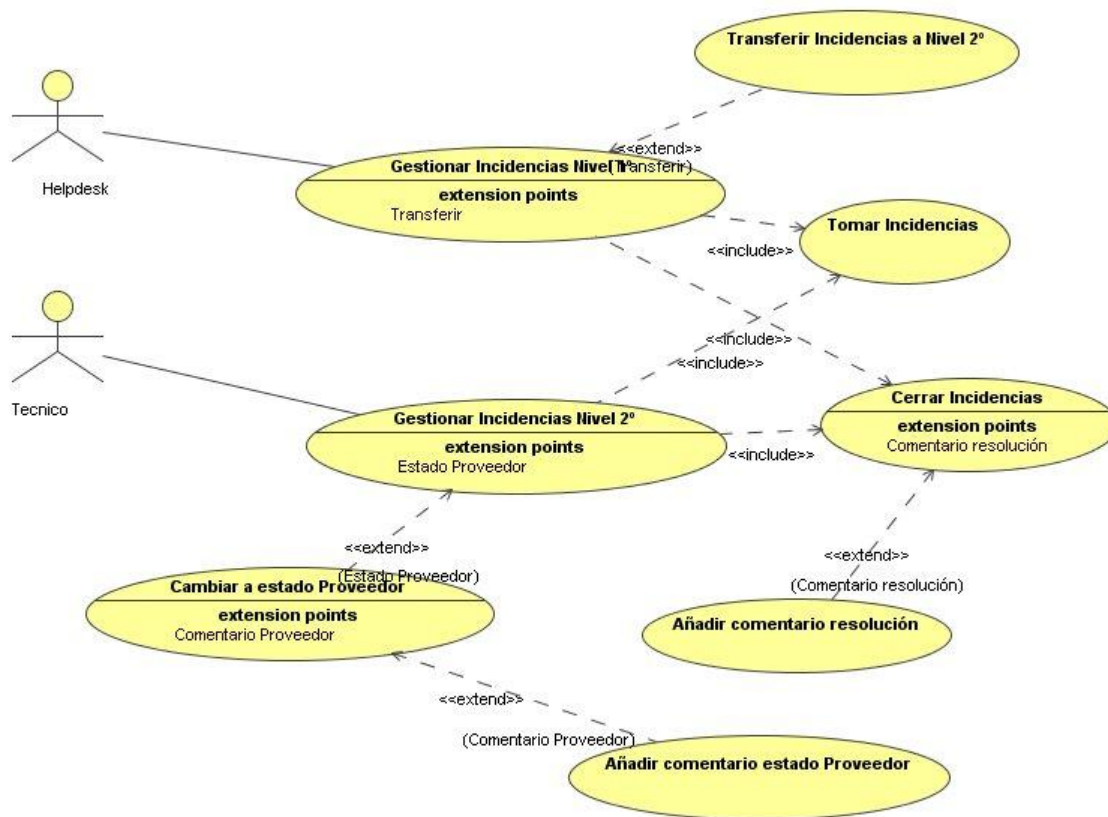 Transferir Incidencias a Nivel 2º
Helpdesk
<<extend>>
(Transferir)
Gestionar Incidencias Nivel 1º
extension points
Transferir
Tomar Incidencias
<<include>>
<<include>>
<<include>>
Tecnico
Gestionar Incidencias Nivel 2º
extension points
Estado Proveedor
Cerrar Incidencias
extension points
Comentario resolución
<<include>>
<<extend>>
(Estado Proveedor)
<<extend>>
(Comentario resolución)
Cambiar a estado Proveedor
extension points
Comentario Proveedor
Añadir comentario resolución
<<extend>>
(Comentario Proveedor)
Añadir comentario estado Proveedor